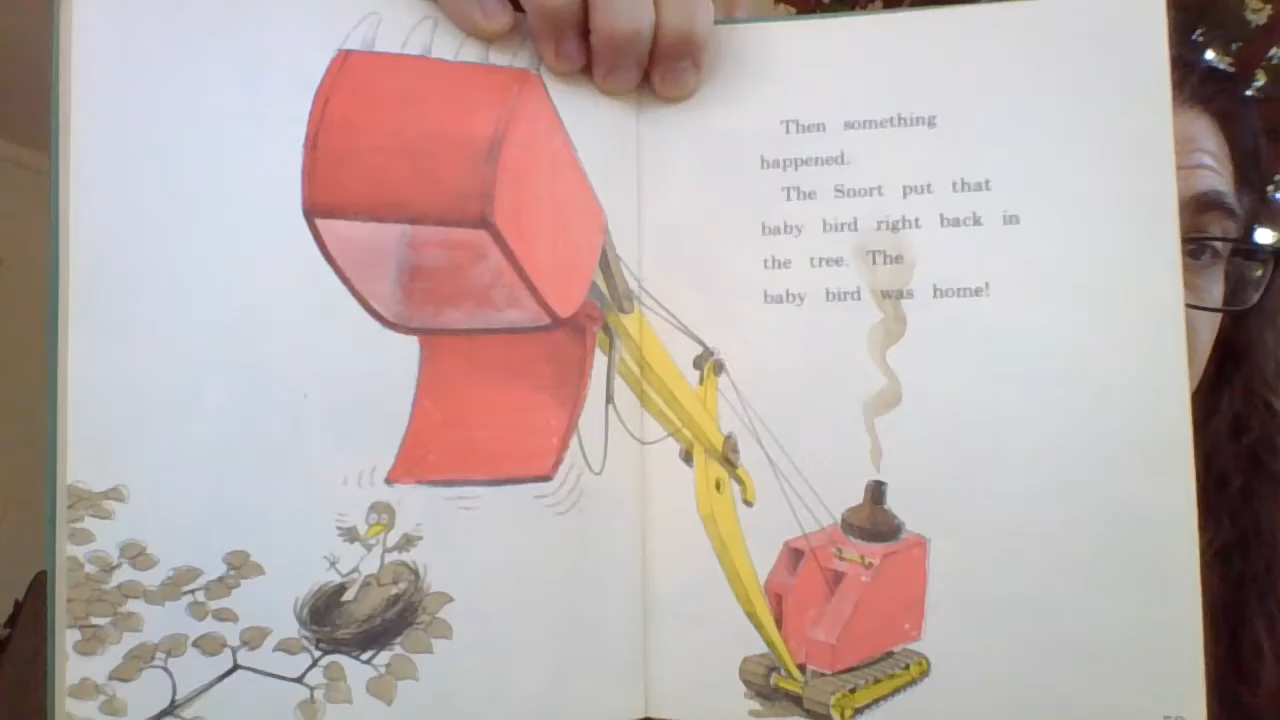 Then something
happened.
The Snort put that
baby bird right back in
the tree. The
baby bird was home!